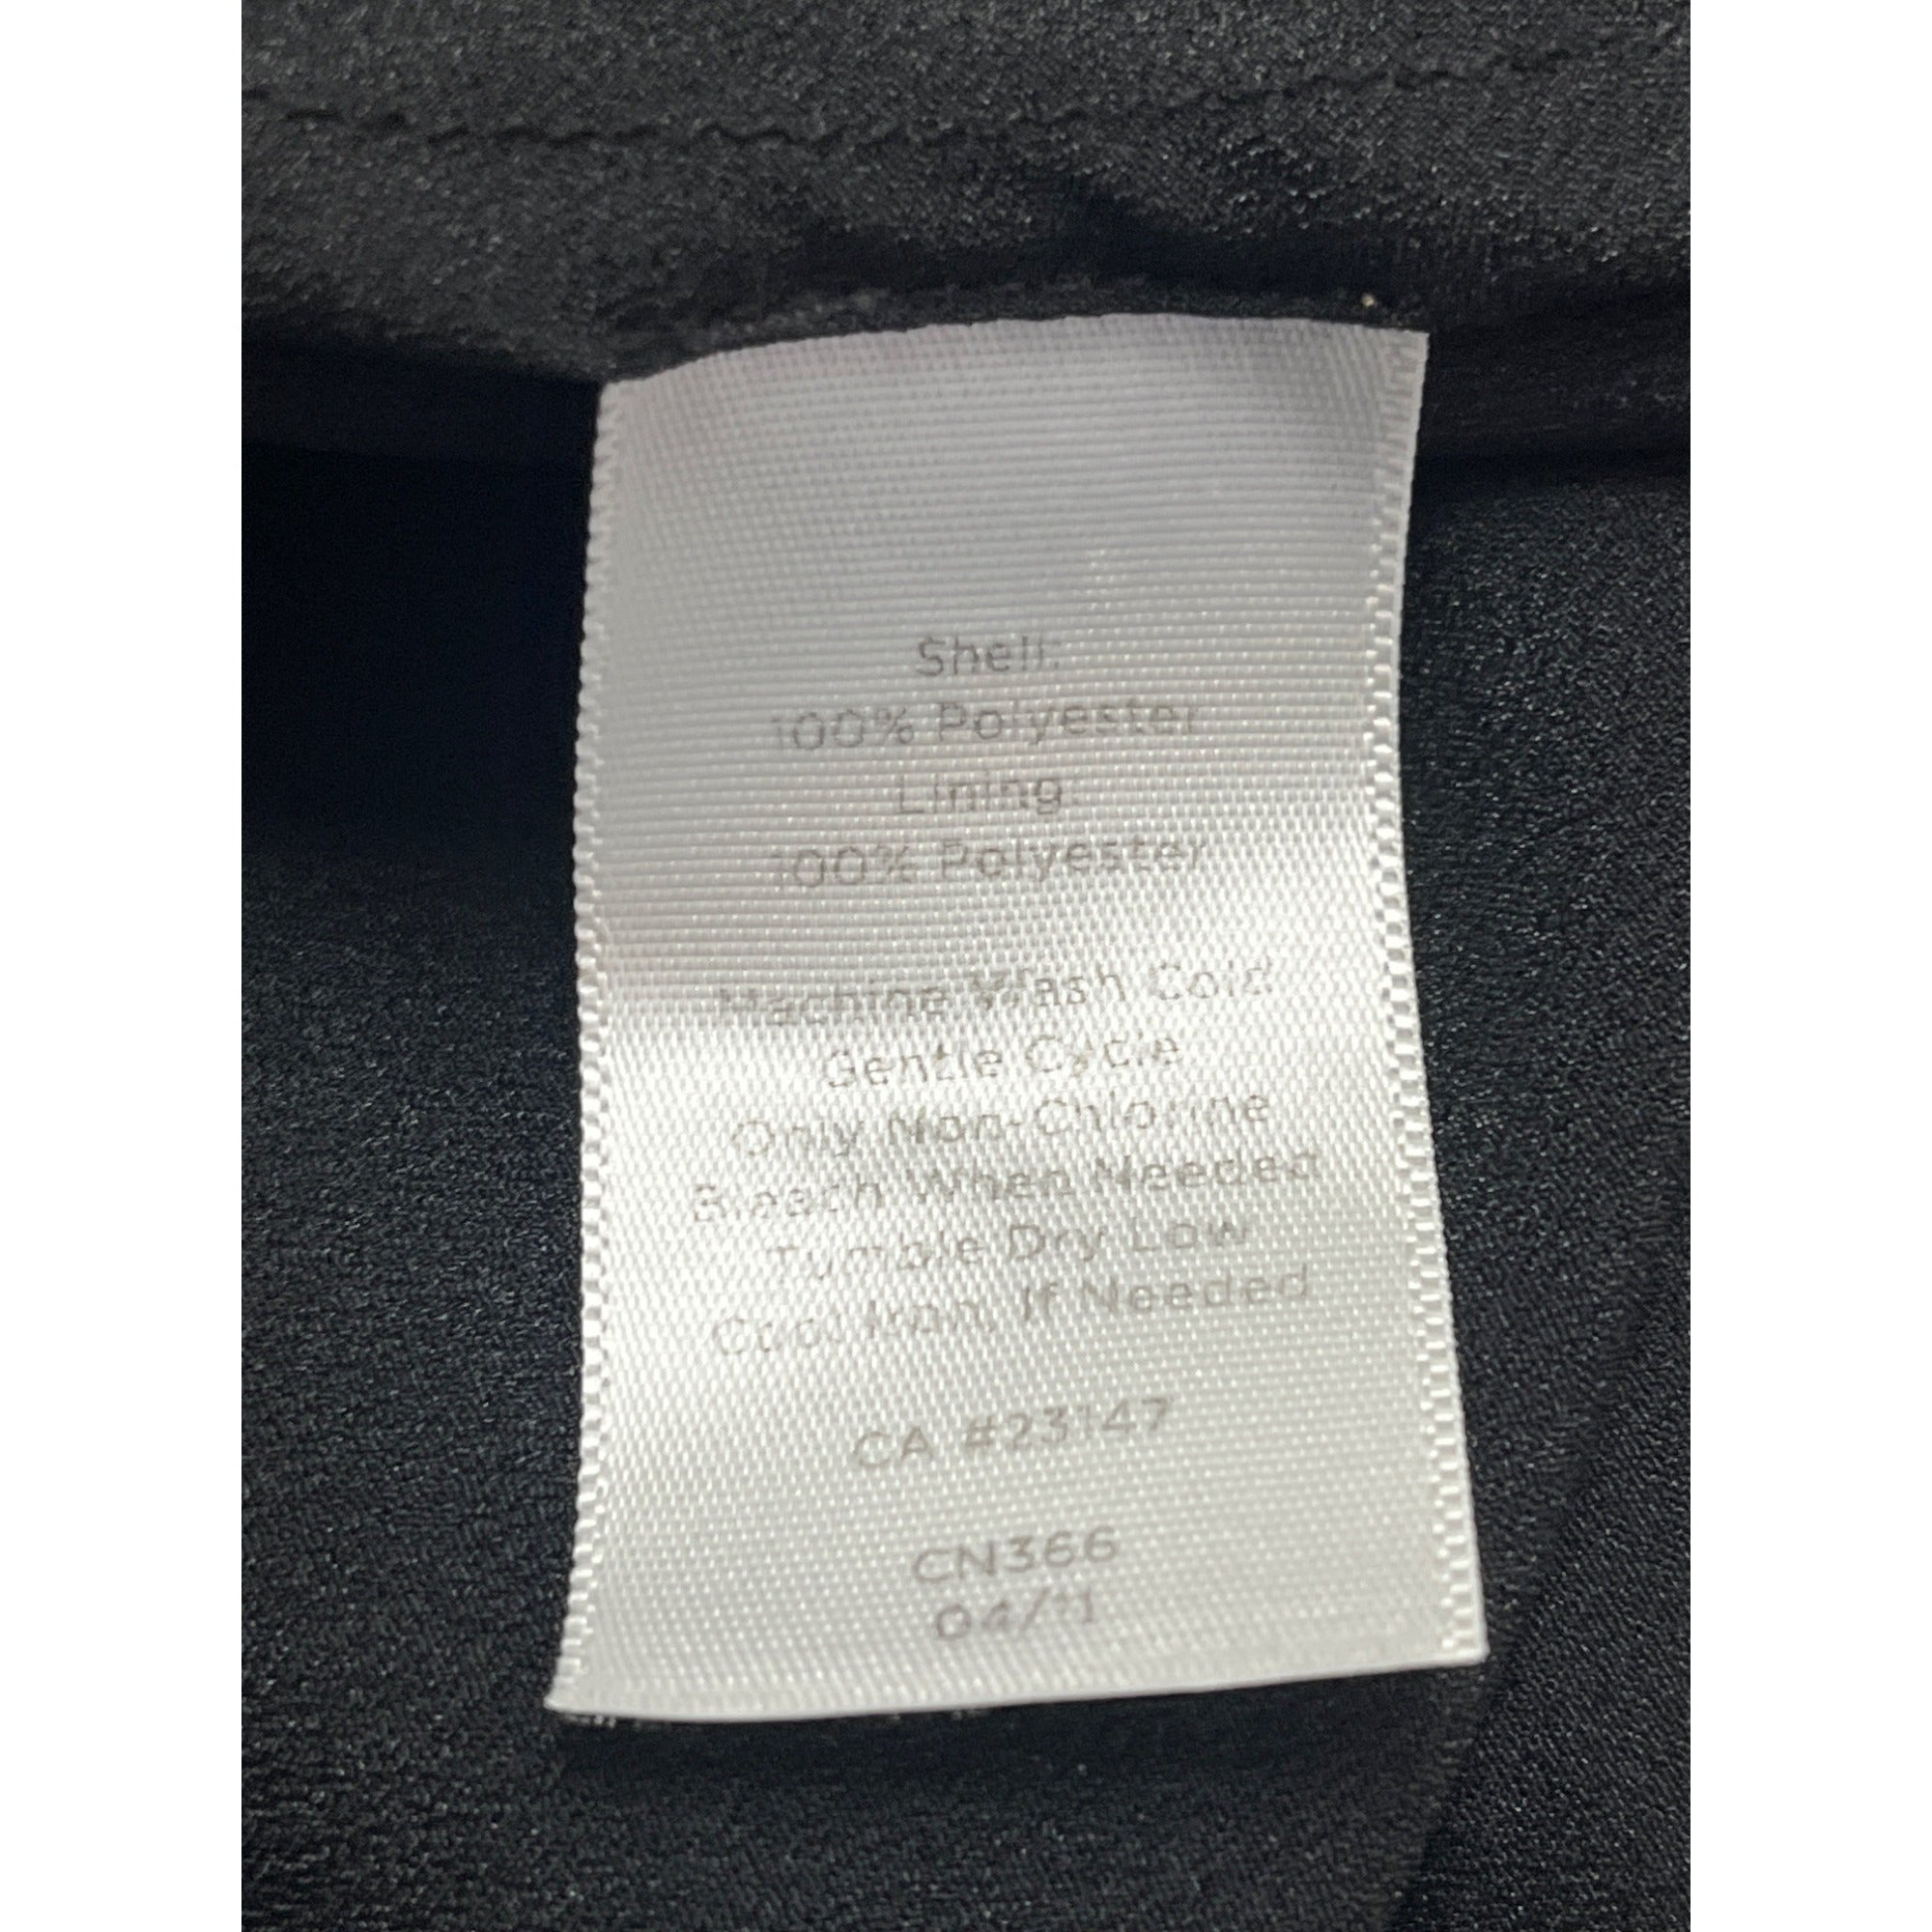 Shell:
100% Polyester
Lining
100% Polyester
Machine Wash Cold
Gentle Cycle
Only Non-Chlorine
Bleach When Needed
Tumble Dry Low
Cool Iron, If Needed
CA #23147
CN366
04/11